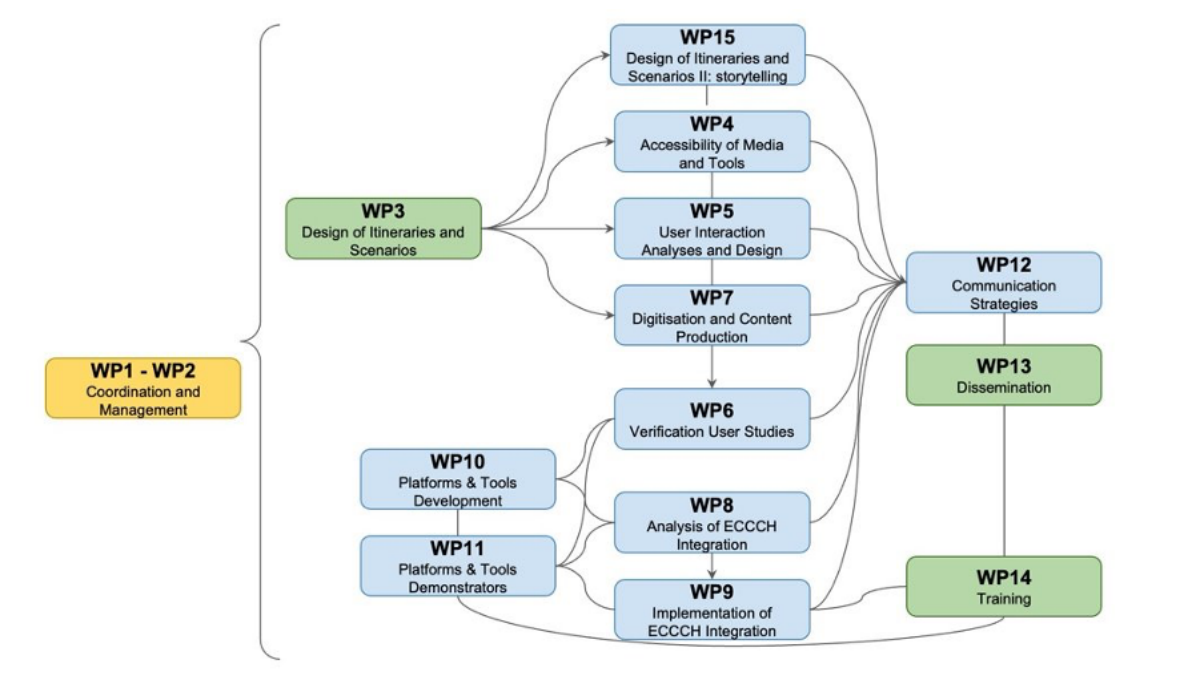 WP15
Design of Itineraries and
Scenarios II: storytelling
WP4
Accessibility of Media
and Tools
WP3
Design of Itineraries and
Scenarios
WP5
User Interaction
Analyses and Design
WP7
Digitisation and Content
Production
WP12
Communication
Strategies
WP1 - WP2
Coordination and
Management
WP13
Dissemination
WP6
Verification User Studies
WP10
Platforms & Tools
Development
WP8
Analysis of ECCCH
Integration
WP11
Platforms & Tools
Demonstrators
WP9
Implementation of
ECCCH Integration
WP14
Training